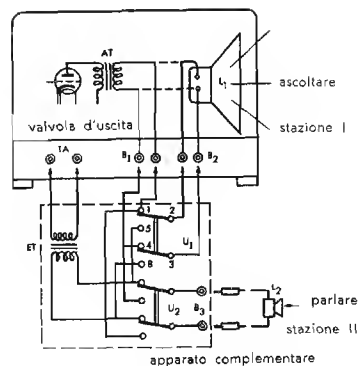 AT
L1
ascoltare
valvola d'uscita
stazione I
TA
B1
B2
1
2
5
U1
ET
4
3
8
L2
U2
B3
parlare
stazione II
apparato complementare